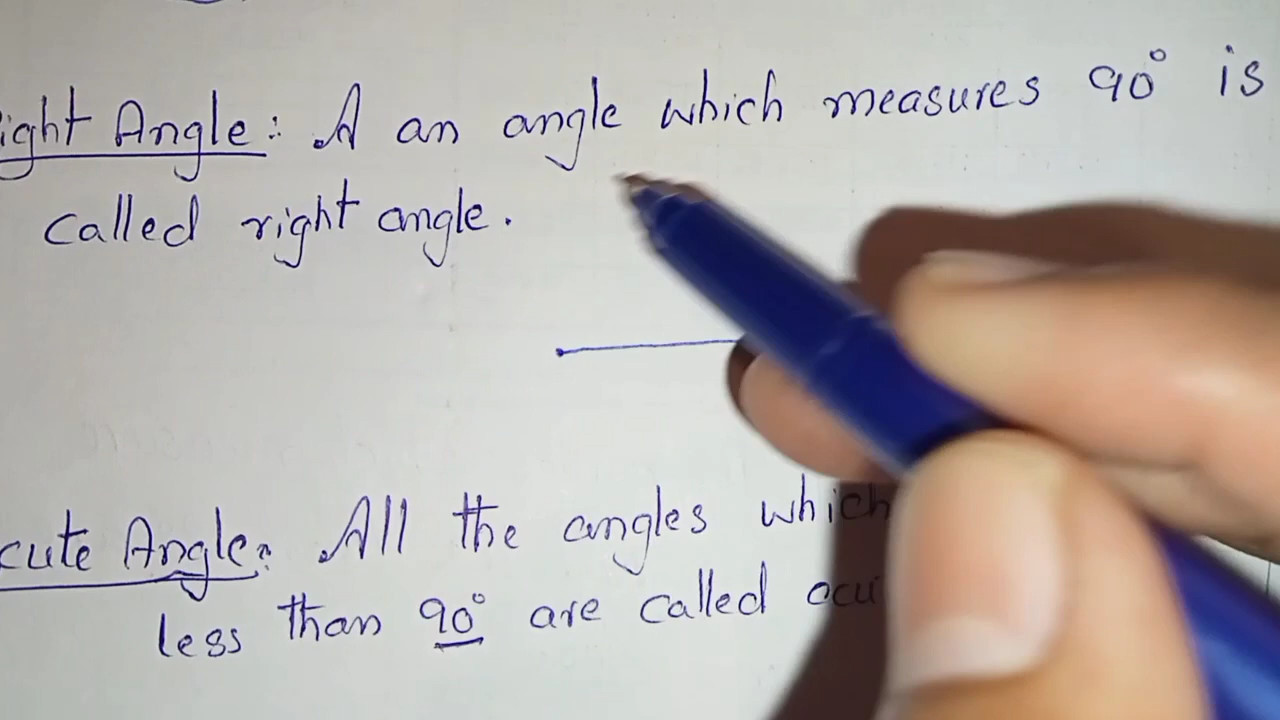 ight Angle: A an angle which measures 90° is
called right angle.
cute Angle: All the angles which
less than 90° are called